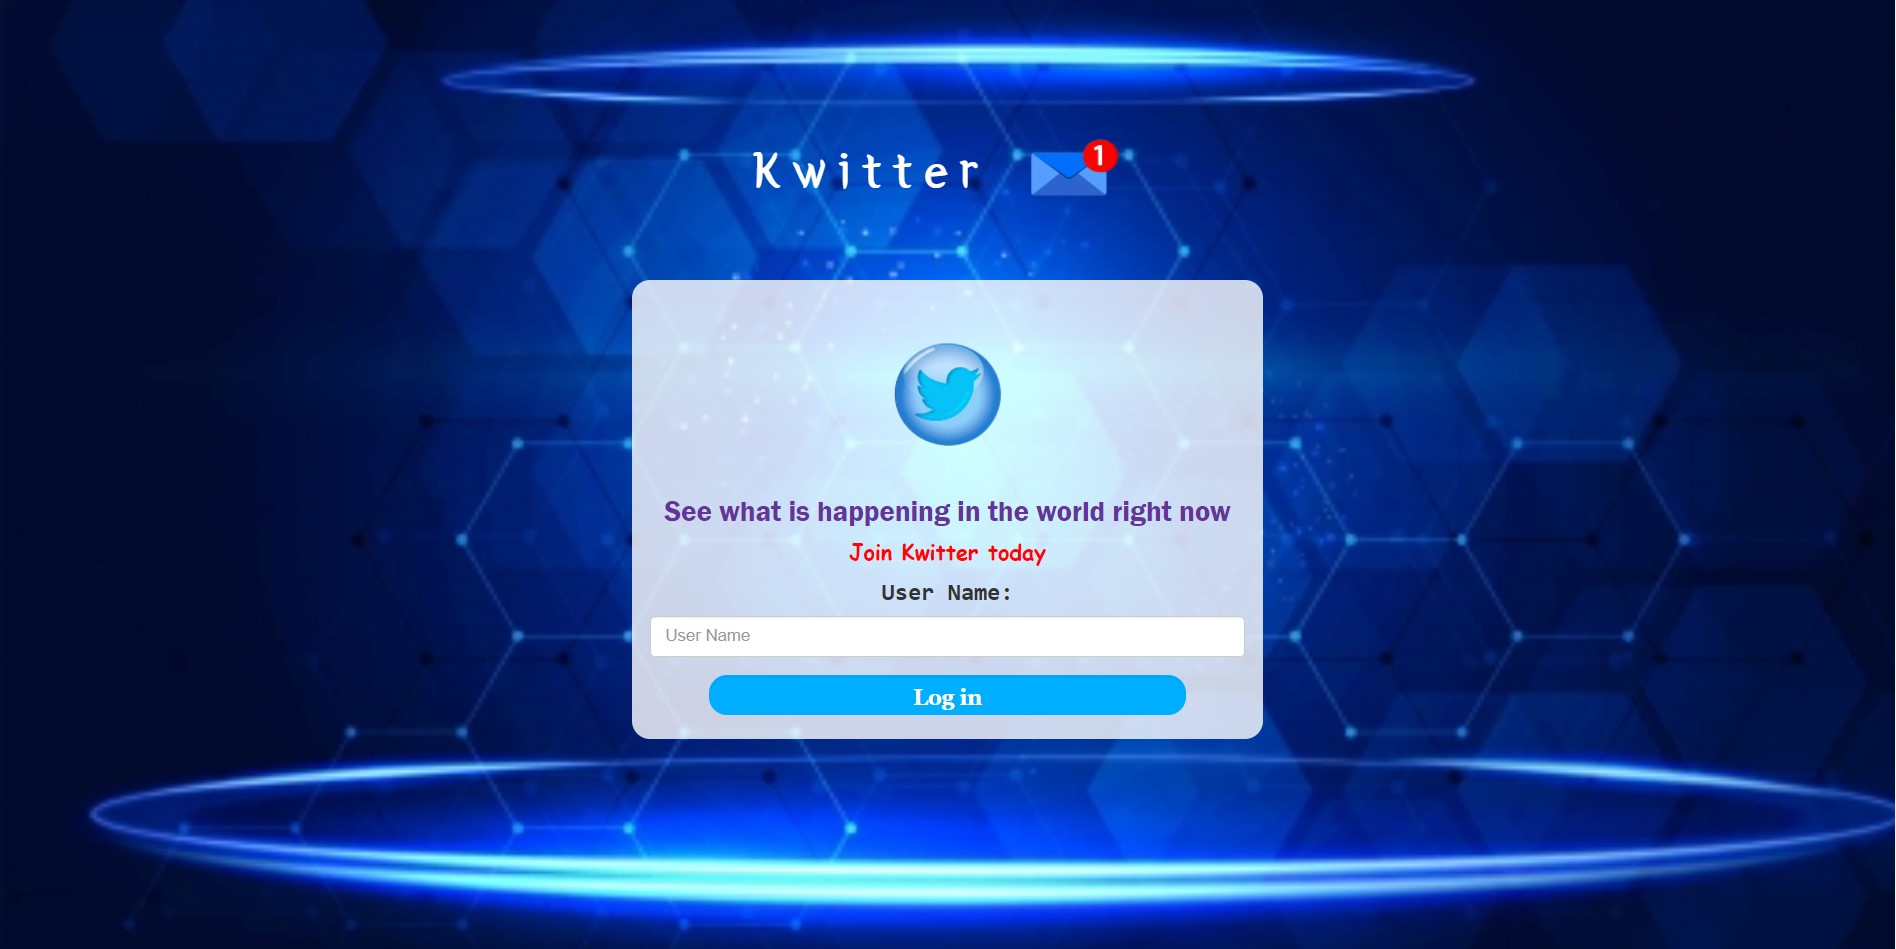 Kwitter
1
See what is happening in the world right now
Join Kwitter today
User Name:
User Name
Log in